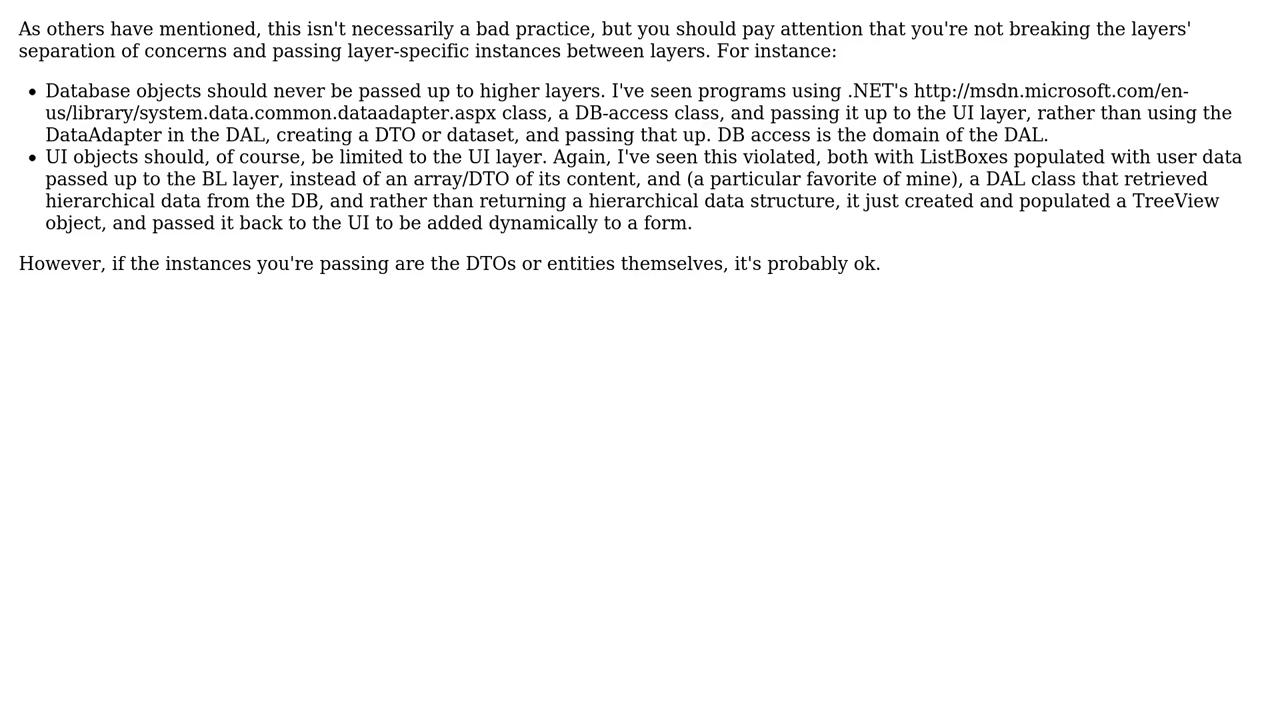 As others have mentioned, this isn't necessarily a bad practice, but you should pay attention that you're not breaking the layers'
separation of concerns and passing layer-specific instances between layers. For instance:
• Database objects should never be passed up to higher layers. I've seen programs using .NET's http://msdn.microsoft.com/en-
us/library/system.data.common.dataadapter.aspx class, a DB-access class, and passing it up to the UI layer, rather than using the
DataAdapter in the DAL, creating a DTO or dataset, and passing that up. DB access is the domain of the DAL.
• UI objects should, of course, be limited to the UI layer. Again, I've seen this violated, both with ListBoxes populated with user data
passed up to the BL layer, instead of an array/DTO of its content, and (a particular favorite of mine), a DAL class that retrieved
hierarchical data from the DB, and rather than returning a hierarchical data structure, it just created and populated a TreeView
object, and passed it back to the UI to be added dynamically to a form.
However, if the instances you're passing are the DTOs or entities themselves, it's probably ok.